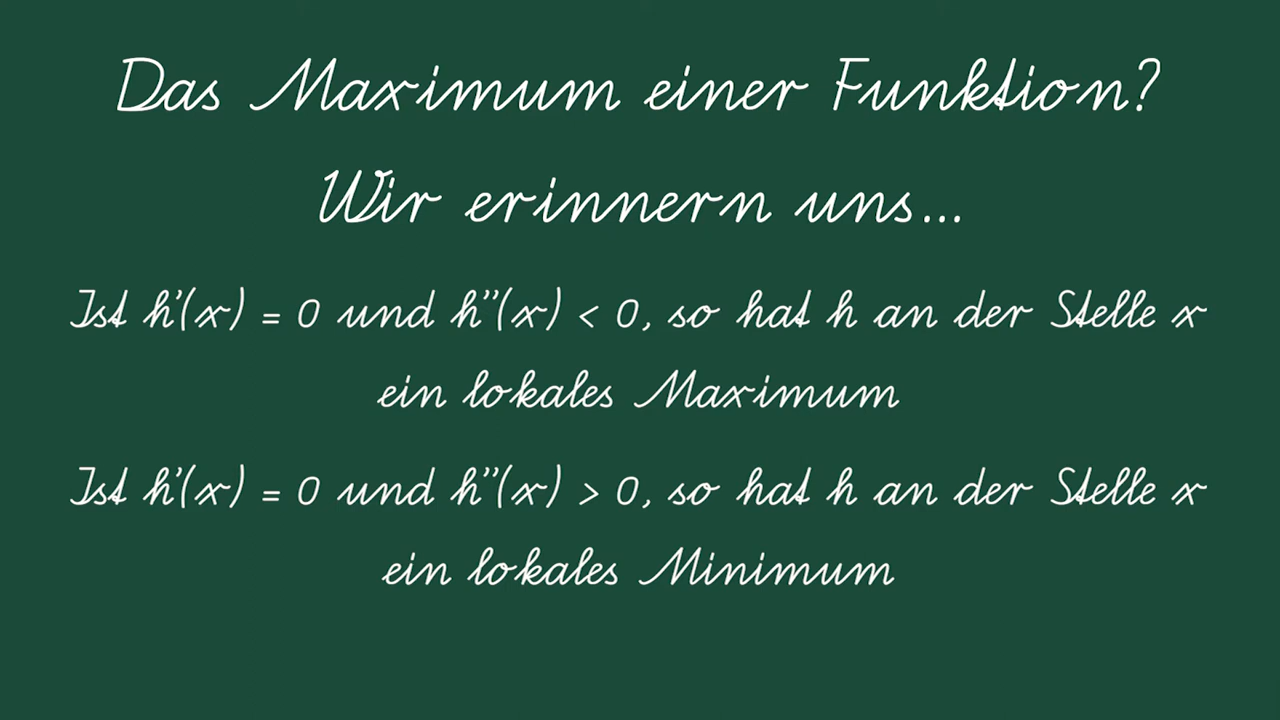 Das Maximum einer Funktion?
Wir erinnern uns...
Ist h'(x) = 0 und h''(x) < 0, so hat h an der Stelle x
ein lokales Maximum
Ist h'(x) = 0 und h''(x) > 0, so hat h an der Stelle x
ein lokales Minimum